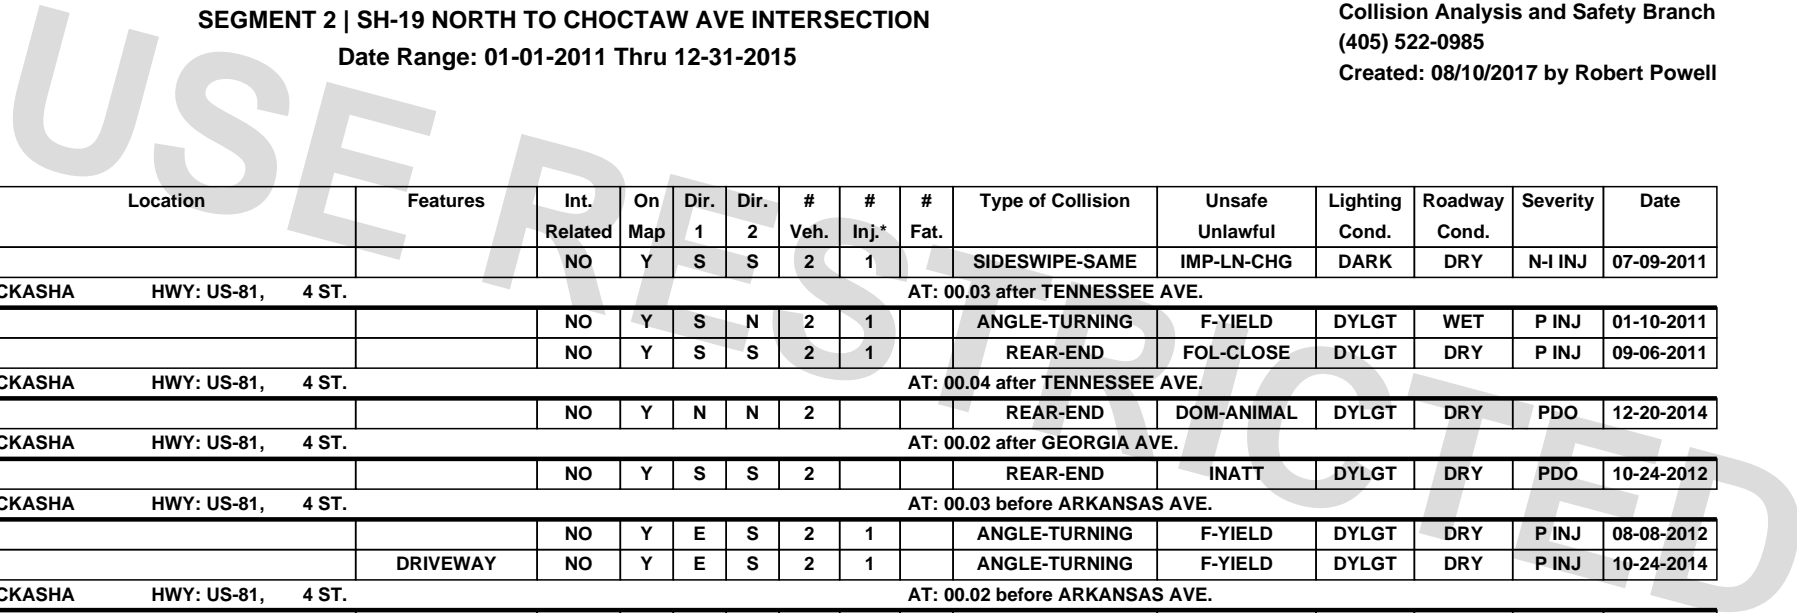 SEGMENT 2 | SH-19 NORTH TO CHOCTAW AVE INTERSECTION
Date Range: 01-01-2011 Thru 12-31-2015
Collision Analysis and Safety Branch
(405) 522-0985
Created: 08/10/2017 by Robert Powell
USE RESTRICTED
Location Features Int. On Dir. Dir. # # # Type of Collision Unsafe Lighting Roadway Severity Date
Related Map 1 2 Veh. Inj.* Fat. Unlawful Cond. Cond.
NO Y S S 2 1 SIDESWIPE-SAME IMP-LN-CHG DARK DRY N-I INJ 07-09-2011
CKASHA HWY: US-81, 4 ST. AT: 00.03 after TENNESSEE AVE.
NO Y S N 2 1 ANGLE-TURNING F-YIELD DYLGT WET P INJ 01-10-2011
NO Y S S 2 1 REAR-END FOL-CLOSE DYLGT DRY P INJ 09-06-2011
CKASHA HWY: US-81, 4 ST. AT: 00.04 after TENNESSEE AVE.
NO Y N N 2 REAR-END DOM-ANIMAL DYLGT DRY PDO 12-20-2014
CKASHA HWY: US-81, 4 ST. AT: 00.02 after GEORGIA AVE.
NO Y S S 2 REAR-END INATT DYLGT DRY PDO 10-24-2012
CKASHA HWY: US-81, 4 ST. AT: 00.03 before ARKANSAS AVE.
NO Y E S 2 1 ANGLE-TURNING F-YIELD DYLGT DRY P INJ 08-08-2012
DRIVEWAY NO Y E S 2 1 ANGLE-TURNING F-YIELD DYLGT DRY P INJ 10-24-2014
CKASHA HWY: US-81, 4 ST. AT: 00.02 before ARKANSAS AVE.